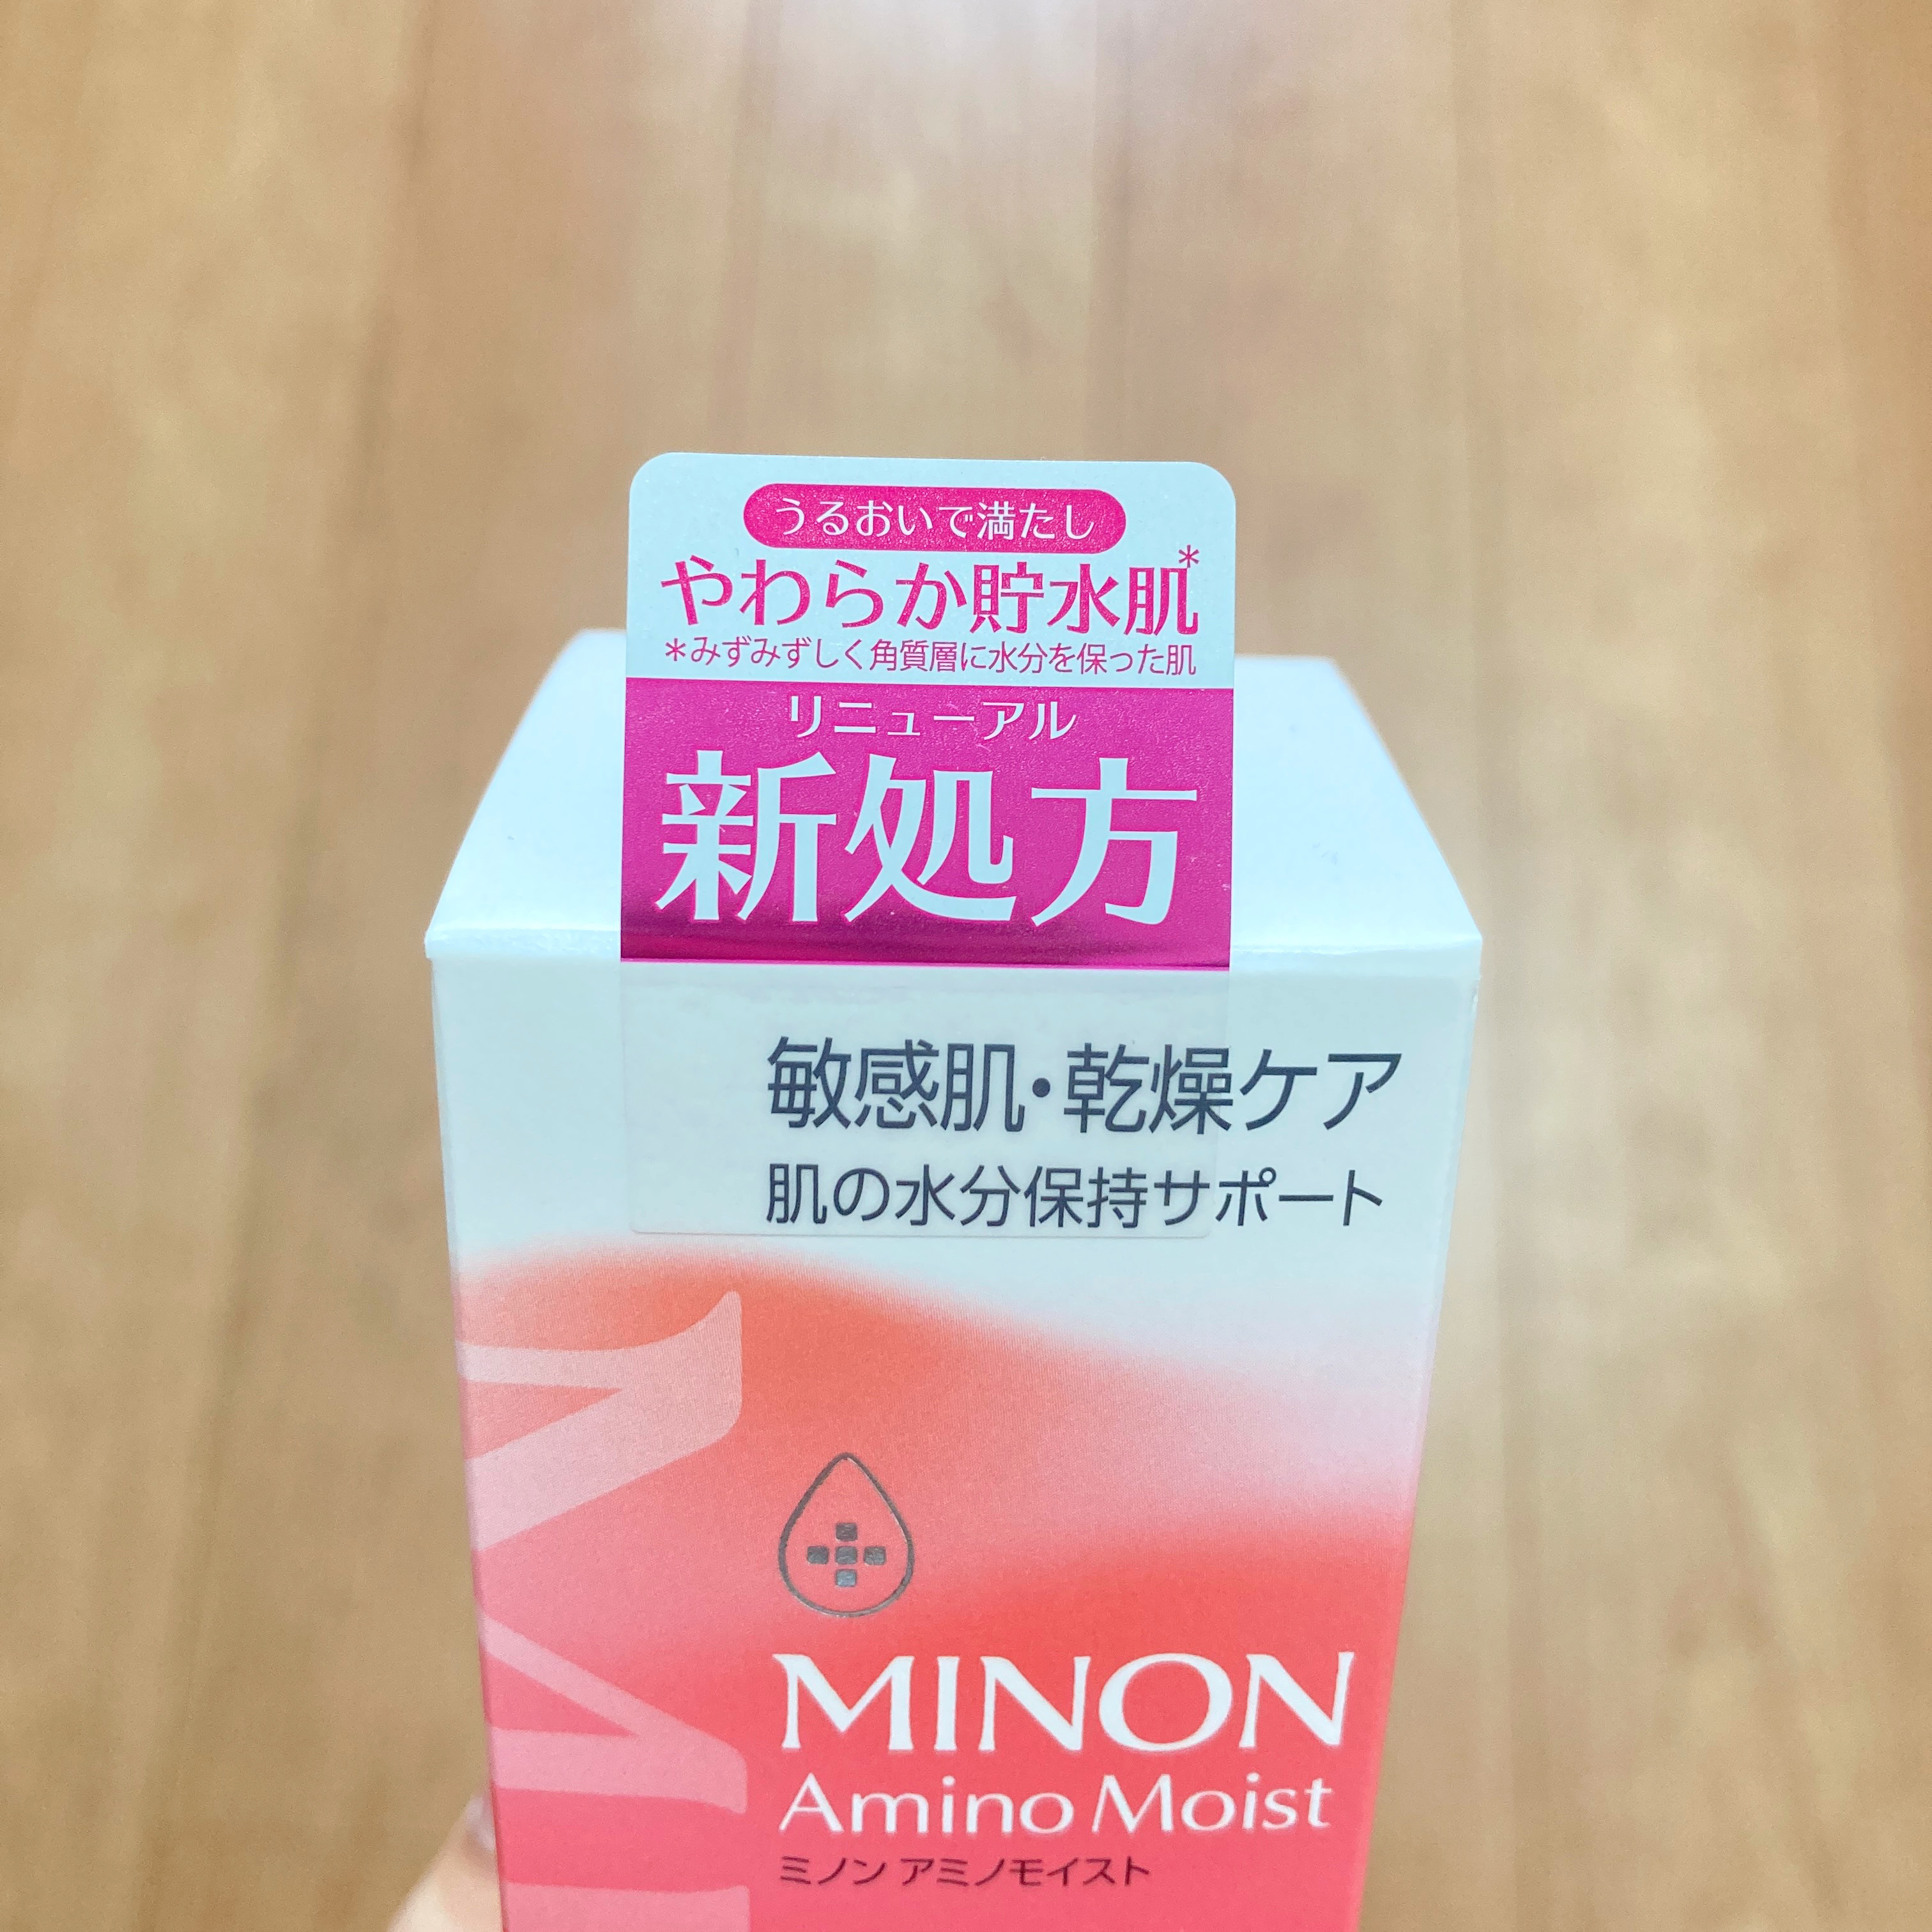 うるおいで満たし
やわらか貯水肌*
*みずみずしく角質層に水分を保った肌
リニューアル
新処方
敏感肌・乾燥ケア
肌の水分保持サポート
MINON
Amino Moist
ミノン アミノモイスト